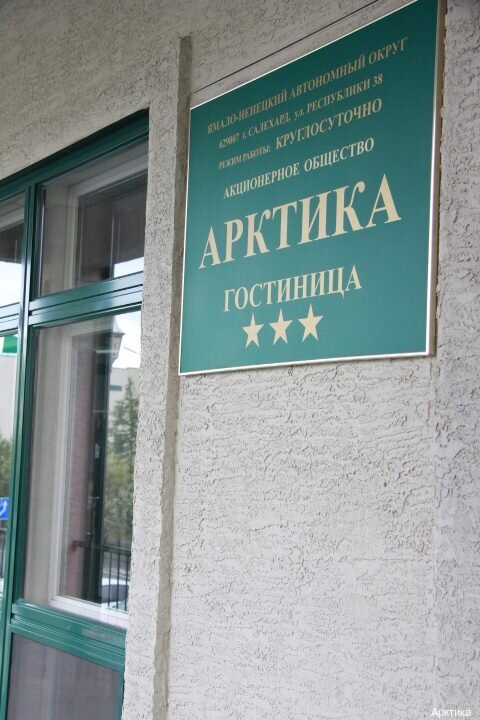 ЯМАЛО-НЕНЕЦКИЙ АВТОНОМНЫЙ ОКРУГ
629007 г. САЛЕХАРД, ул. РЕСПУБЛИКИ 38
РЕЖИМ РАБОТЫ: КРУГЛОСУТОЧНО
АКЦИОНЕРНОЕ ОБЩЕСТВО
АРКТИКА
ГОСТИНИЦА
Арктика